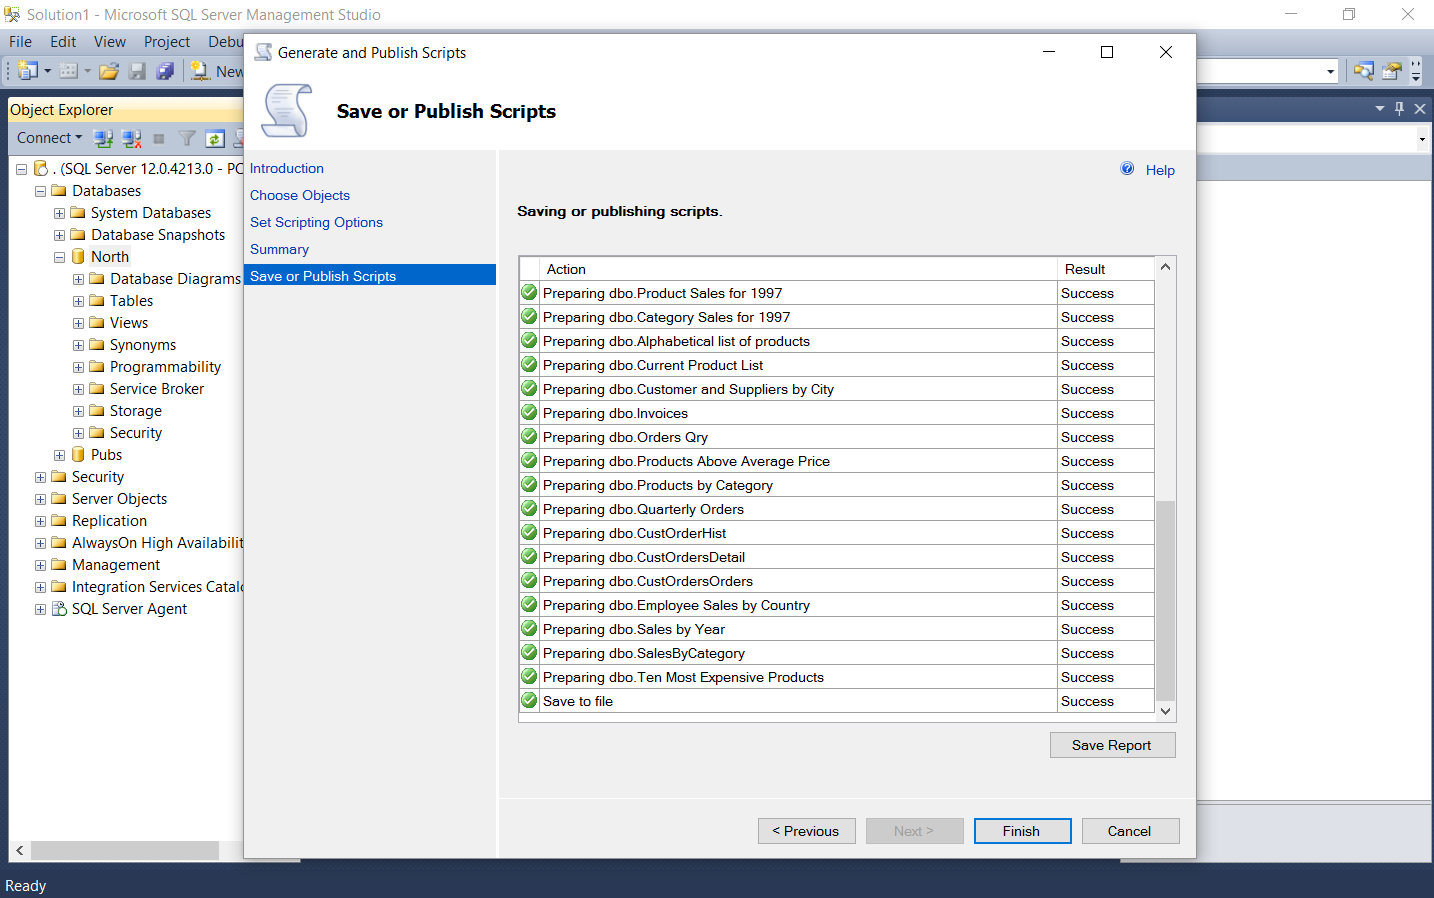 Solution1 - Microsoft SQL Server Management Studio
File Edit View Project
New
Generate and Publish Scripts
Save or Publish Scripts
Object Explorer
Connect
. (SQL Server 12.0.4213.0 - PC
Databases
System Databases
Database Snapshots
North
Database Diagrams
Tables
Views
Synonyms
Programmability
Service Broker
Storage
Security
Pubs
Security
Server Objects
Replication
AlwaysOn High Availabilit
Management
Integration Services Catal
SQL Server Agent
Introduction
Choose Objects
Set Scripting Options
Summary
Save or Publish Scripts
Help
Saving or publishing scripts.
Action Result
Preparing dbo.Product Sales for 1997 Success
Preparing dbo.Category Sales for 1997 Success
Preparing dbo.Alphabetical list of products Success
Preparing dbo.Current Product List Success
Preparing dbo.Customer and Suppliers by City Success
Preparing dbo.Invoices Success
Preparing dbo.Orders Qry Success
Preparing dbo.Products Above Average Price Success
Preparing dbo.Products by Category Success
Preparing dbo.Quarterly Orders Success
Preparing dbo.CustOrderHist Success
Preparing dbo.CustOrdersDetail Success
Preparing dbo.CustOrdersOrders Success
Preparing dbo.Employee Sales by Country Success
Preparing dbo.Sales by Year Success
Preparing dbo.SalesByCategory Success
Preparing dbo.Ten Most Expensive Products Success
Save to file Success
Save Report
< Previous Next > Finish Cancel
Ready